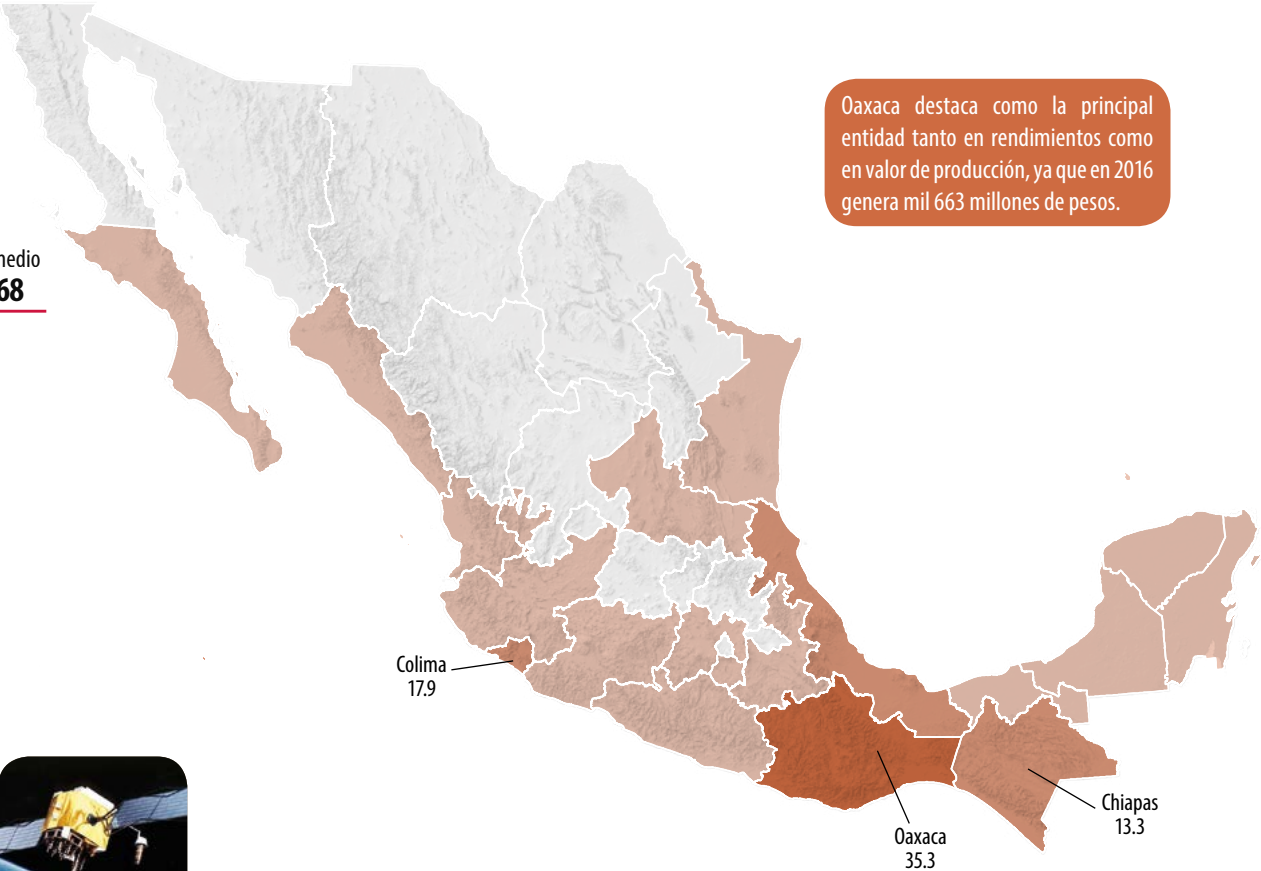 Oaxaca destaca como la principal
entidad tanto en rendimientos como
en valor de producción, ya que en 2016
genera mil 663 millones de pesos.
68
Colima
17.9
Chiapas
13.3
Oaxaca
35.3